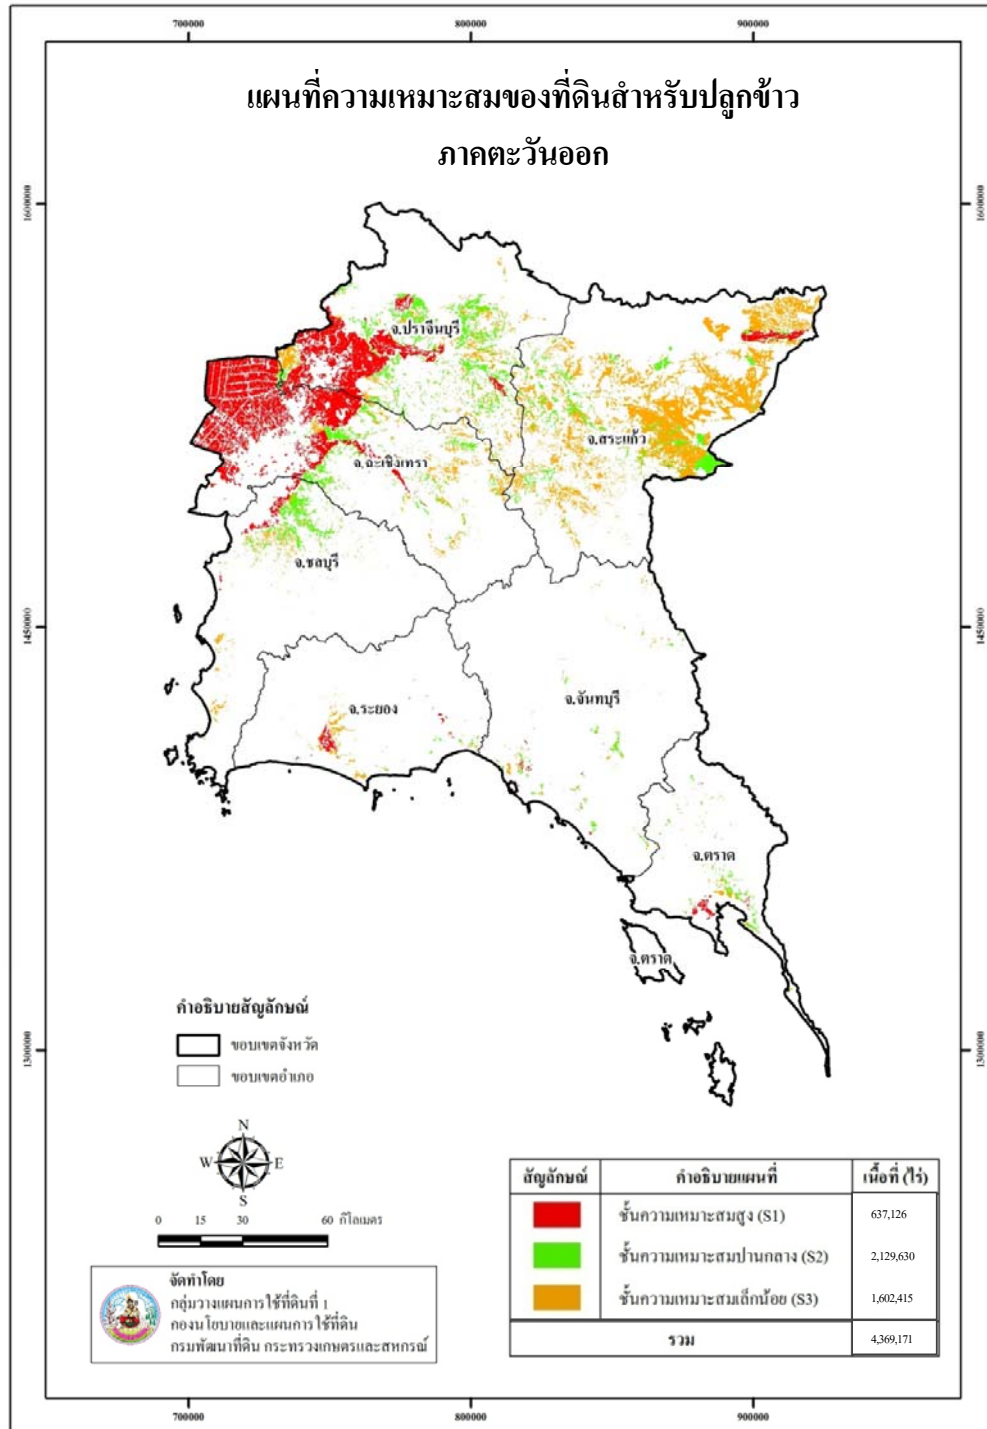 700000 800000 900000
แผนที่ความเหมาะสมของที่ดินสำหรับปลูกข้าว
ภาคตะวันออก
1600000 1600000
จ.ปราจีนบุรี
จ.สระแก้ว
จ.ฉะเชิงเทรา
จ.ชลบุรี
1450000 1450000
จ.จันทบุรี
จ.ระยอง
จ.ตราด
จ.ตราด
คำอธิบายสัญลักษณ์
ขอบเขตจังหวัด
ขอบเขตอำเภอ
1300000 1300000
N
W E
S
0 15 30 60 กิโลเมตร
จัดทำโดย
กลุ่มวางแผนการใช้ที่ดินที่ 1
กองนโยบายและแผนการใช้ที่ดิน
กรมพัฒนาที่ดิน กระทรวงเกษตรและสหกรณ์
สัญลักษณ์ คำอธิบายแผนที่ เนื้อที่ (ไร่)
ชั้นความเหมาะสมสูง (S1) 637,126
ชั้นความเหมาะสมปานกลาง (S2) 2,129,630
ชั้นความเหมาะสมเล็กน้อย (S3) 1,602,415
รวม 4,369,171
700000 800000 900000